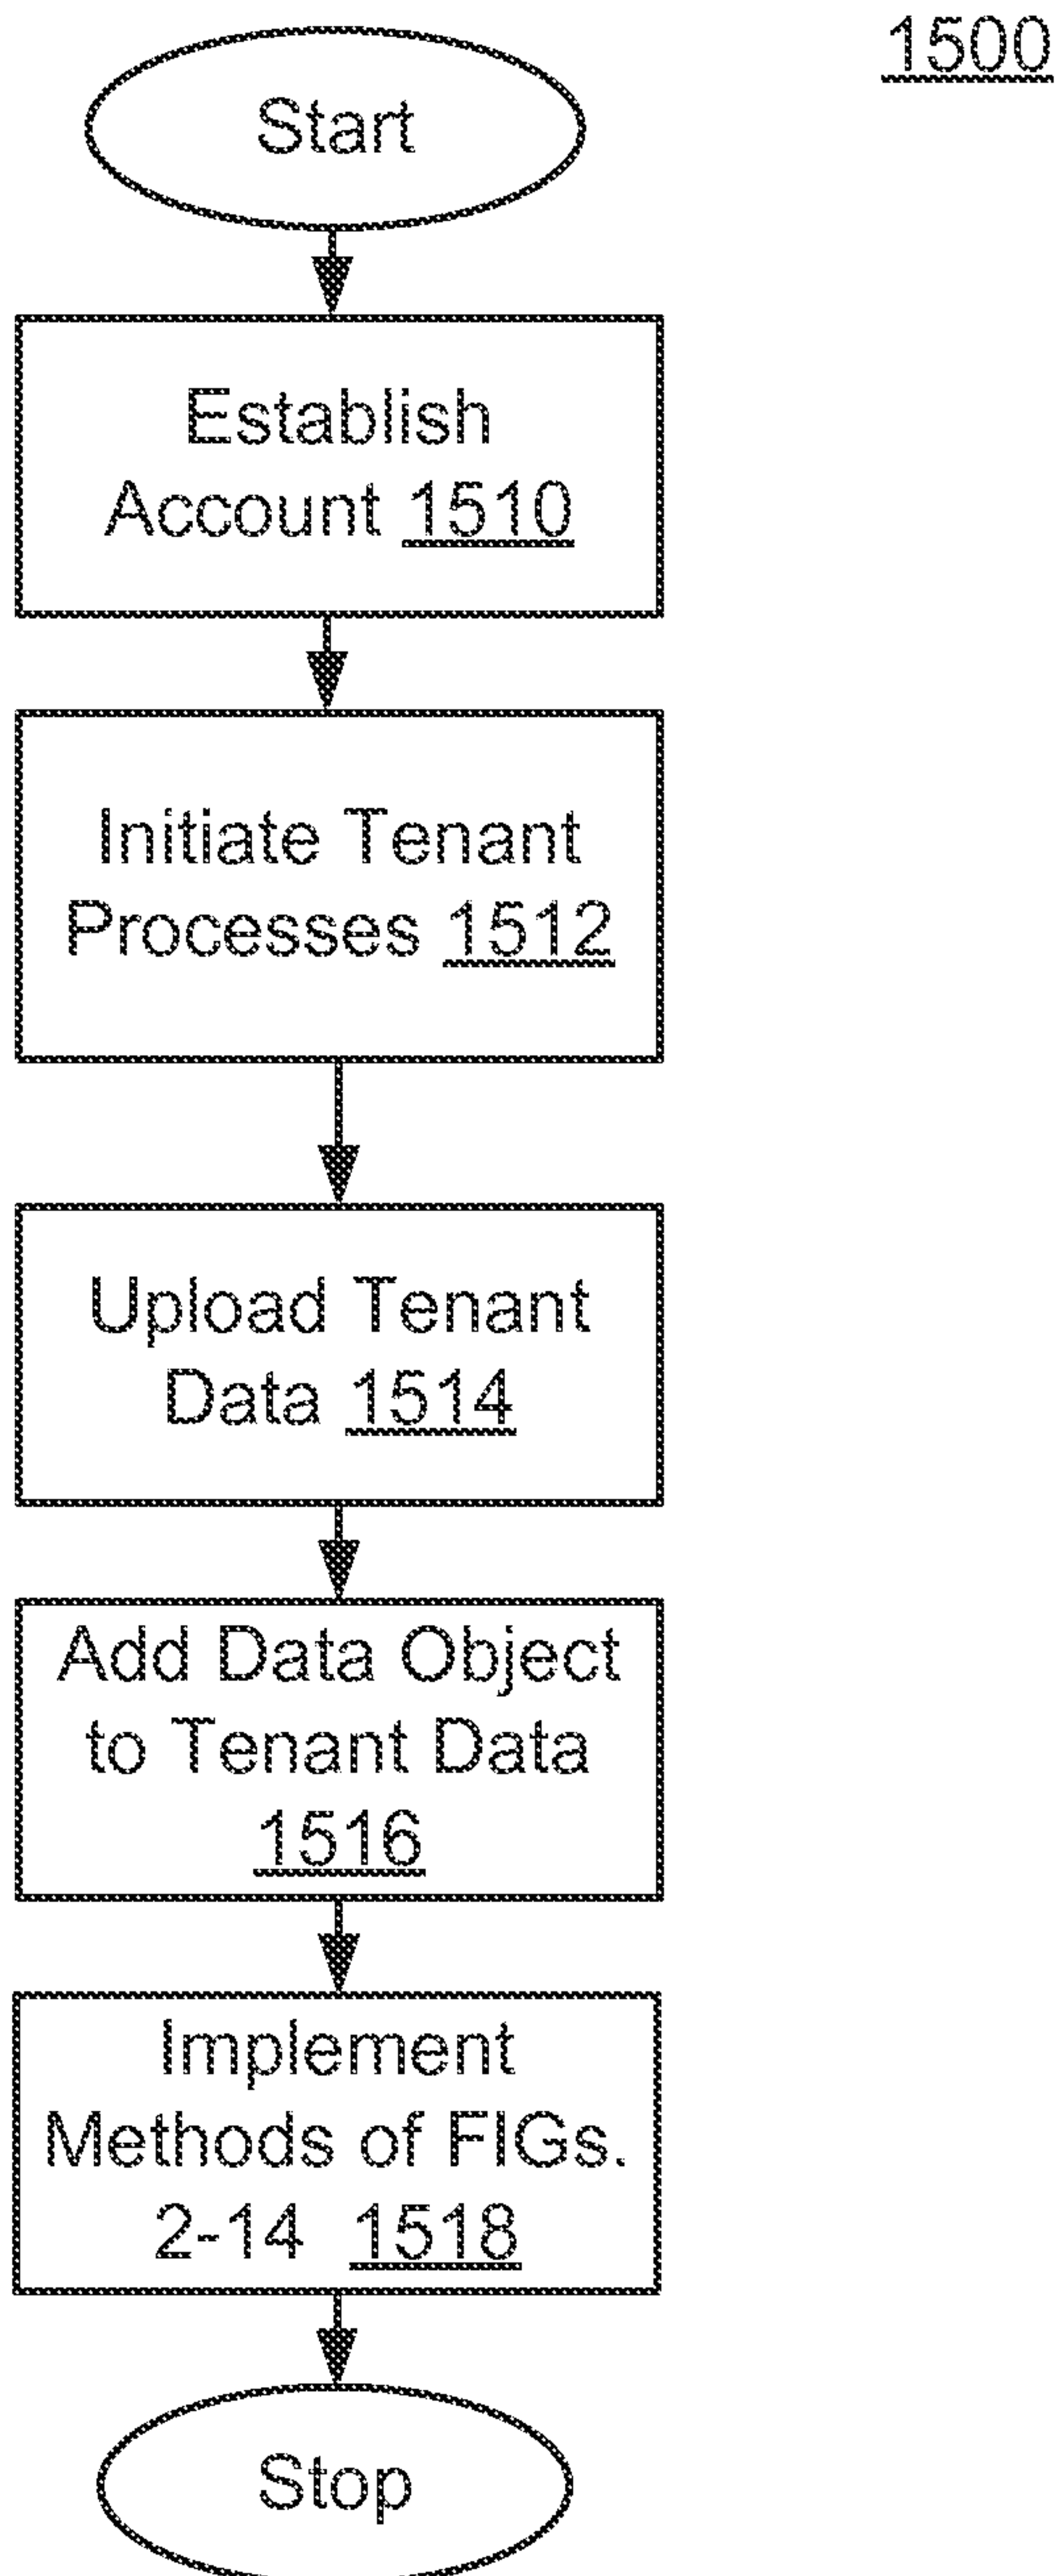 1500
Start
Establish
Account 1510
Initiate Tenant
Processes 1512
Upload Tenant
Data 1514
Add Data Object
to Tenant Data
1516
Implement
Methods of FIGs.
2-14 1518
Stop